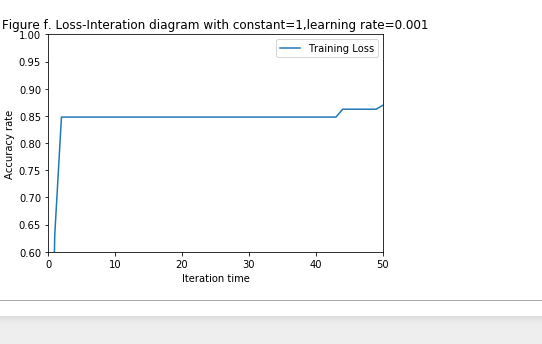 Figure f. Loss-Interation diagram with constant=1,learning rate=0.001
1.00
Training Loss
0.95
0.90
0.85
0.80
0.75
0.70
0.65
0.60
Accuracy rate
0 10 20 30 40 50
Iteration time